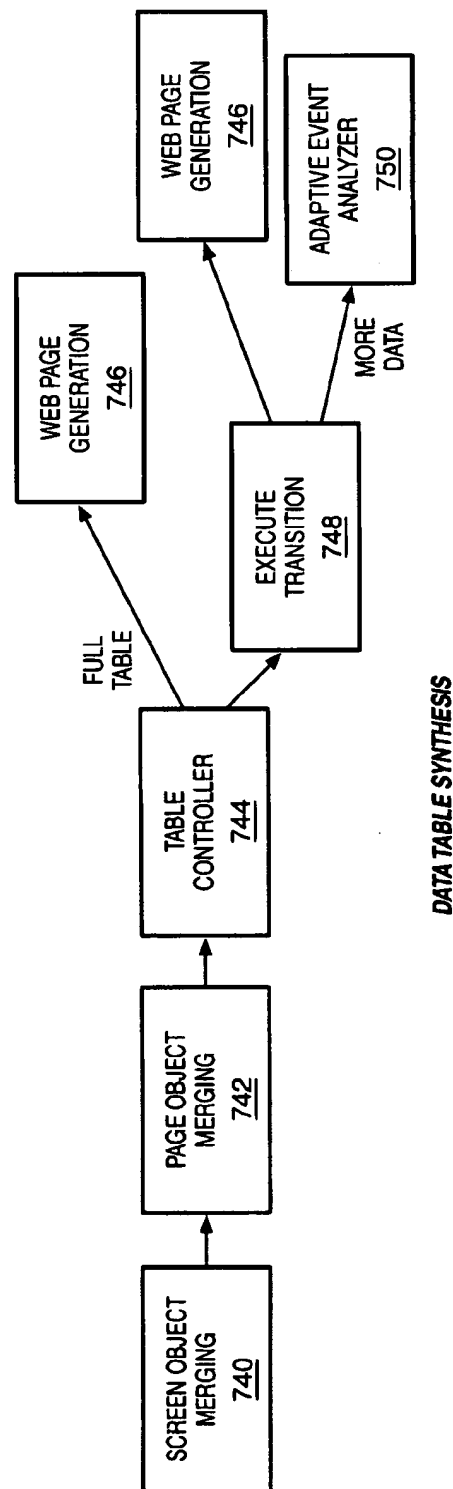 SCREEN OBJECT
MERGING
740
PAGE OBJECT
MERGING
742
TABLE
CONTROLLER
744
FULL
TABLE
WEB PAGE
GENERATION
746
EXECUTE
TRANSITION
748
WEB PAGE
GENERATION
746
MORE
DATA
ADAPTIVE EVENT
ANALYZER
750
DATA TABLE SYNTHESIS